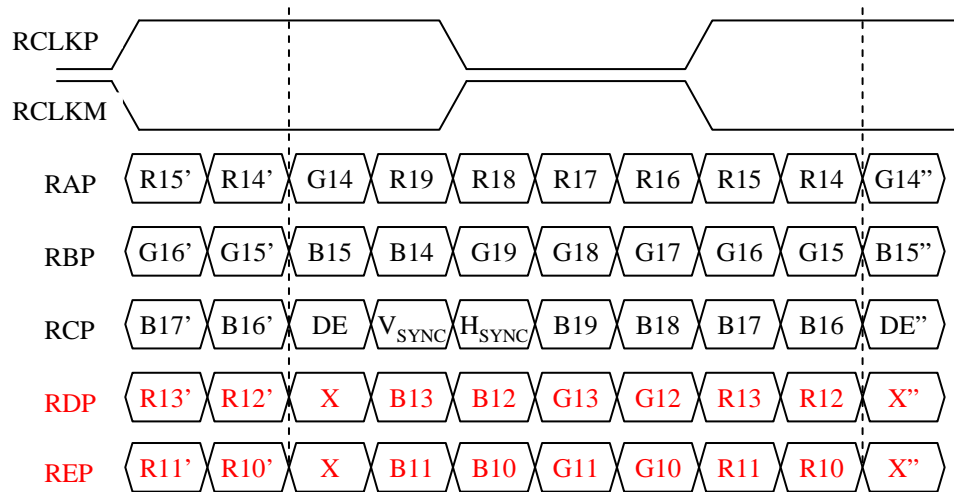 RCLKP
RCLKM
RAP R15’ R14’ G14 R19 R18 R17 R16 R15 R14 G14”
RBP G16’ G15’ B15 B14 G19 G18 G17 G16 G15 B15”
RCP B17’ B16’ DE VSYNC HSYNC B19 B18 B17 B16 DE”
RDP R13’ R12’ X B13 B12 G13 G12 R13 R12 X”
REP R11’ R10’ X B11 B10 G11 G10 R11 R10 X”